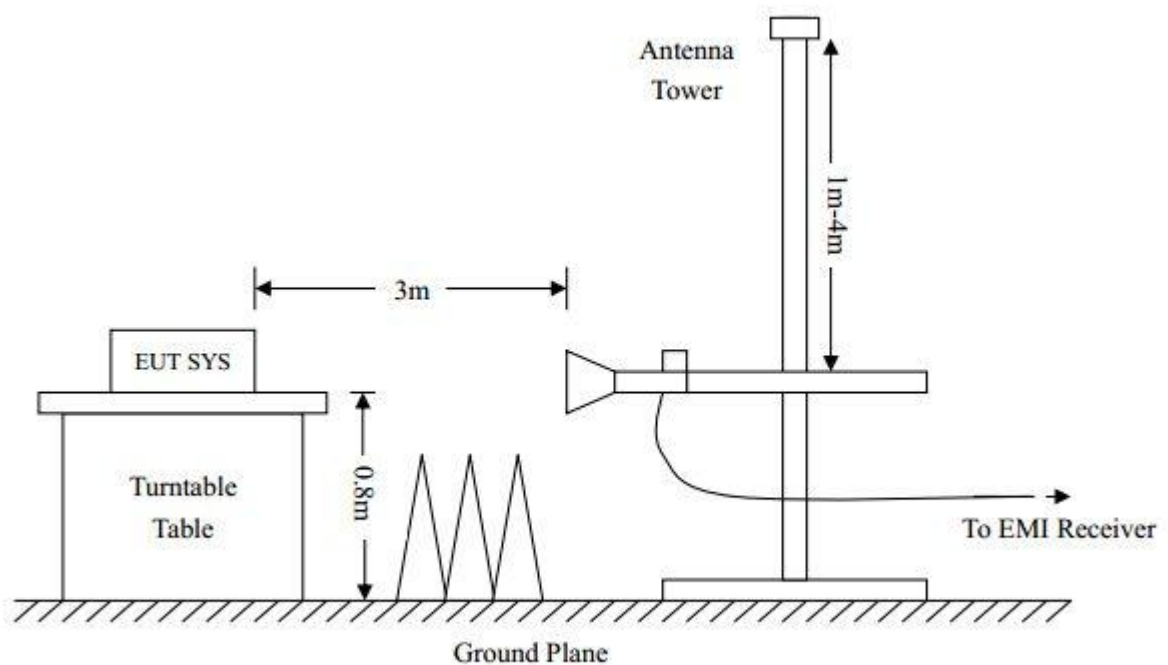 Antenna
Tower
1m-4m
3m
EUT SYS
0.8m
Turntable
Table
To EMI Receiver
Ground Plane